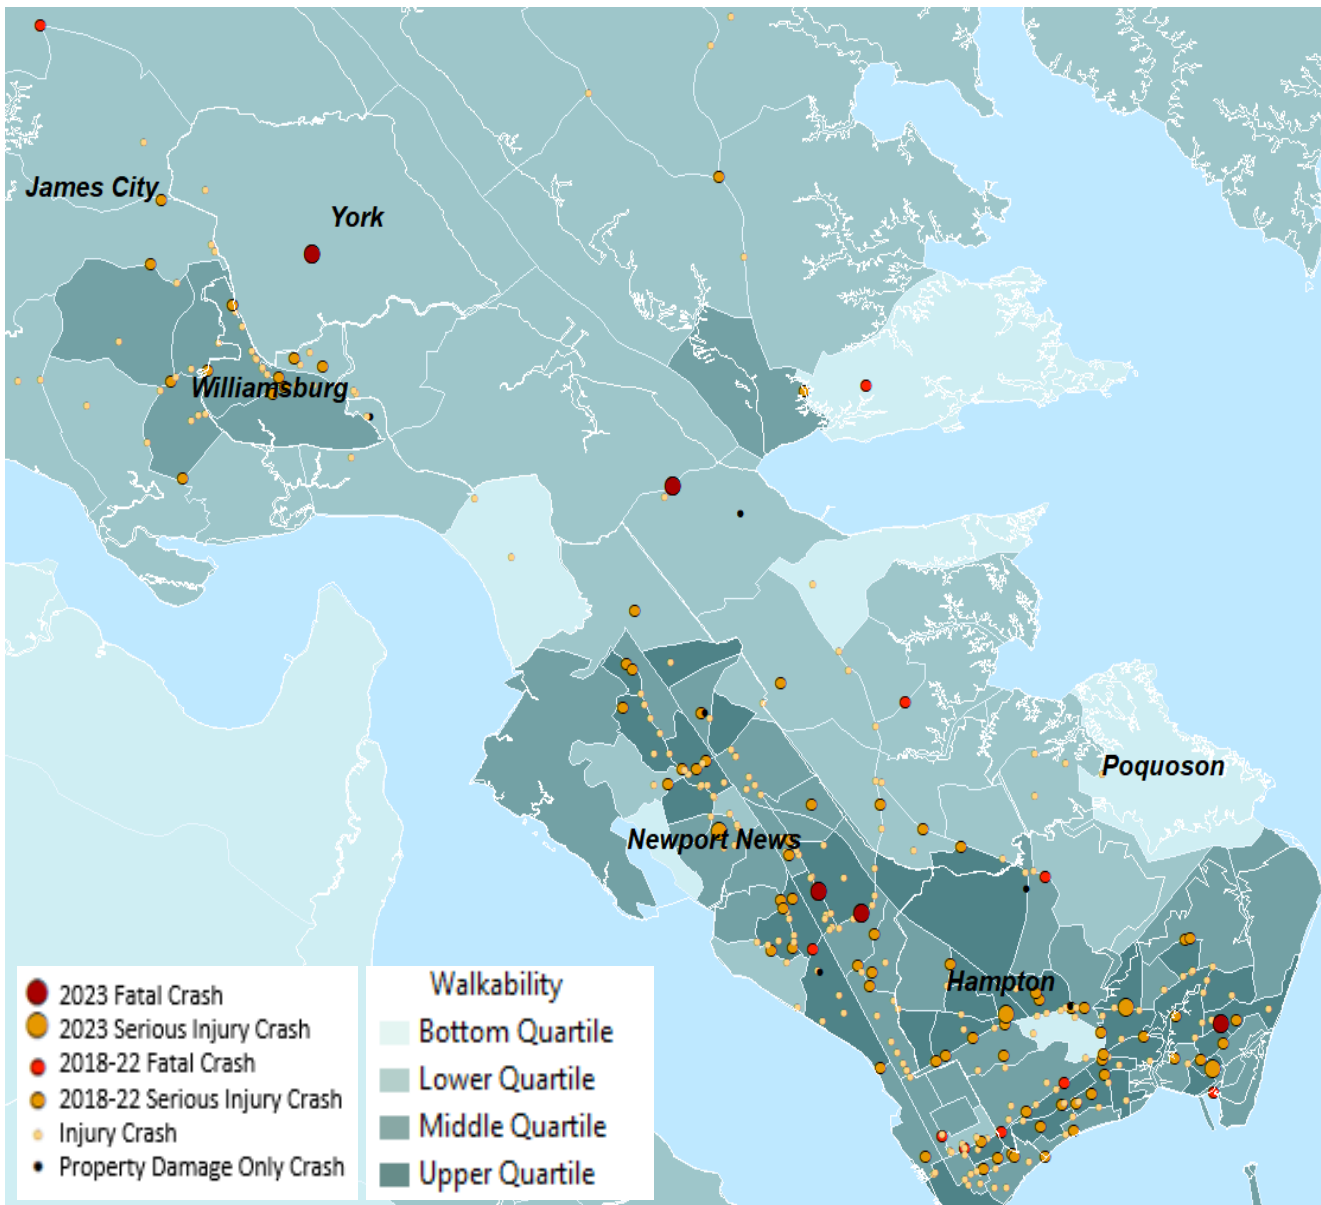 James City
York
Williamsburg
Poquoson
Newport News
Hampton
2023 Fatal Crash
2023 Serious Injury Crash
2018-22 Fatal Crash
2018-22 Serious Injury Crash
Injury Crash
Property Damage Only Crash
Walkability
Bottom Quartile
Lower Quartile
Middle Quartile
Upper Quartile